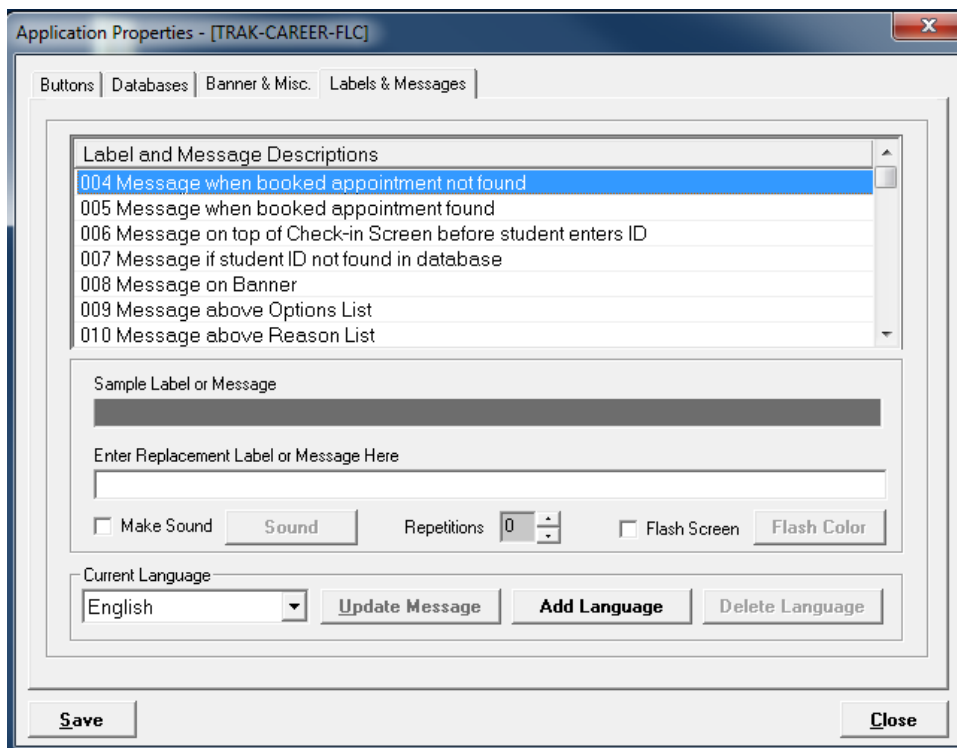 Application Properties - [TRAK-CAREER-FLC]
x
Buttons Databases Banner & Misc. Labels & Messages
Label and Message Descriptions
004 Message when booked appointment not found
005 Message when booked appointment found
006 Message on top of Check-in Screen before student enters ID
007 Message if student ID not found in database
008 Message on Banner
009 Message above Options List
010 Message above Reason List
Sample Label or Message
Enter Replacement Label or Message Here
Make Sound Sound Repetitions 0 Flash Screen Flash Color
Current Language
English Update Message Add Language Delete Language
Save Close